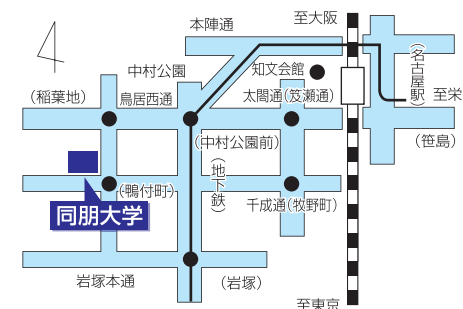 本陣通
至大阪
中村公園
知文会館
(名古屋駅)
至栄
(稲葉地)
鳥居西通
太閤通(笈瀬通)
(中村公園前)
(笹島)
(地下鉄)
(鴨付町)
千成通(牧野町)
同朋大学
岩塚本通
(岩塚)
至東京